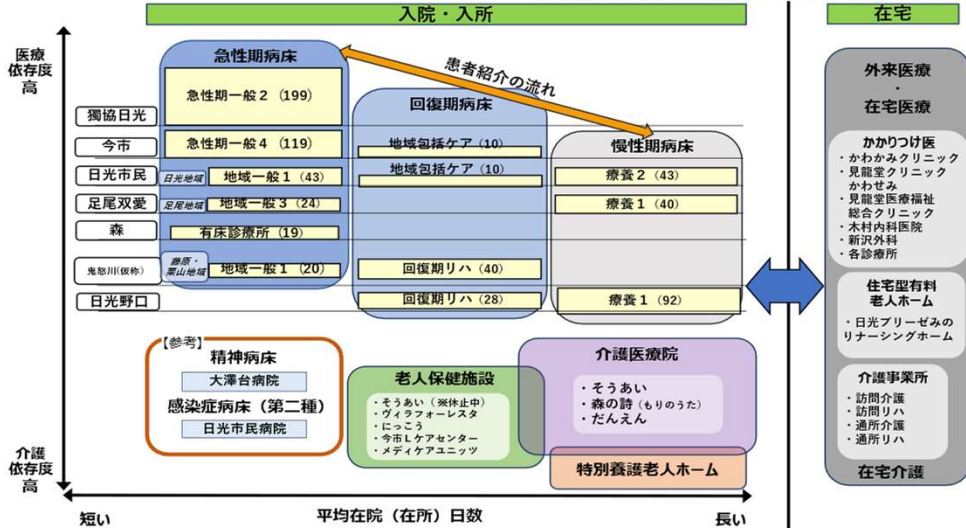 入院・入所
在宅
医療
依存度
高
急性期病床
患者紹介の流れ
急性期一般２（199）
回復期病床
獨協日光
今市
急性期一般４（119）
地域包括ケア（10）
慢性期病床
日光市民
日光地域
地域一般１（43）
地域包括ケア（10）
療養２（43）
足尾双愛
足尾地域
地域一般３（24）
療養１（40）
森
有床診療所（19）
鬼怒川(仮称)
藤原・
栗山地域
地域一般１（20）
回復期リハ（40）
日光野口
回復期リハ（28）
療養１（92）
【参考】
精神病床
大澤台病院
感染症病床（第二種）
日光市民病院
老人保健施設
・そうあい（※休止中）
・ヴィラフォーレスタ
・にっこう
・今市Ｌケアセンター
・メディケアユニッツ
介護医療院
・そうあい
・森の詩（もりのうた）
・だんえん
特別養護老人ホーム
介護
依存度
高
短い
平均在院（在所）日数
長い
外来医療
・
在宅医療
かかりつけ医
・かわかみクリニック
・見龍堂クリニック
かわせみ
・見龍堂医療福祉
総合クリニック
・木村内科医院
・新沢外科
・各診療所
住宅型有料
老人ホーム
・日光ブリーゼみの
りナーシングホーム
介護事業所
・訪問介護
・訪問リハ
・通所介護
・通所リハ
在宅介護